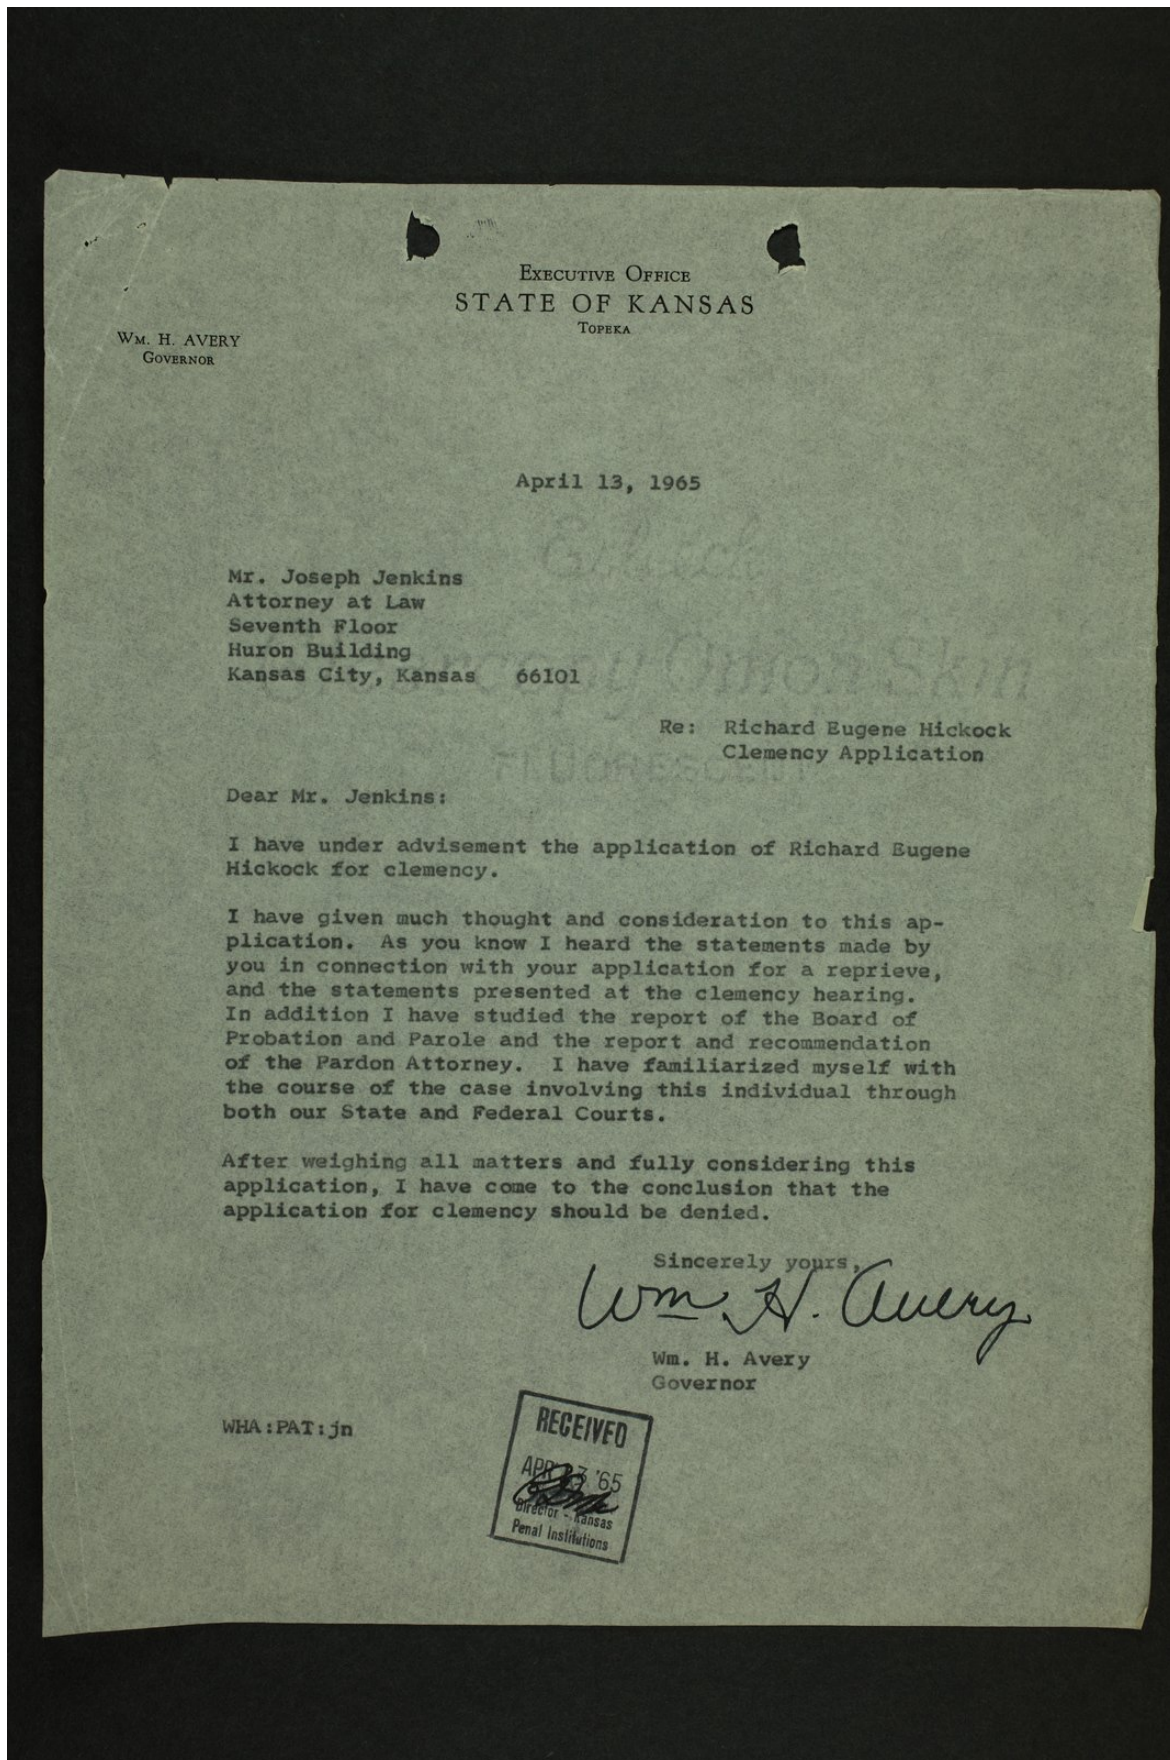 EXECUTIVE OFFICE
STATE OF KANSAS
TOPEKA
WM. H. AVERY
GOVERNOR
April 13, 1965
Mr. Joseph Jenkins
Attorney at Law
Seventh Floor
Huron Building
Kansas City, Kansas 66101
Re: Richard Eugene Hickock
Clemency Application
Dear Mr. Jenkins:
I have under advisement the application of Richard Eugene
Hickock for clemency.
I have given much thought and consideration to this ap-
plication. As you know I heard the statements made by
you in connection with your application for a reprieve,
and the statements presented at the clemency hearing.
In addition I have studied the report of the Board of
Probation and Parole and the report and recommendation
of the Pardon Attorney. I have familiarized myself with
the course of the case involving this individual through
both our State and Federal Courts.
After weighing all matters and fully considering this
application, I have come to the conclusion that the
application for clemency should be denied.
Sincerely yours,
Wm. H. Avery
Wm. H. Avery
Governor
WHA:PAT:jn
RECEIVED
APR 13 '65
Director - Kansas
Penal Institutions